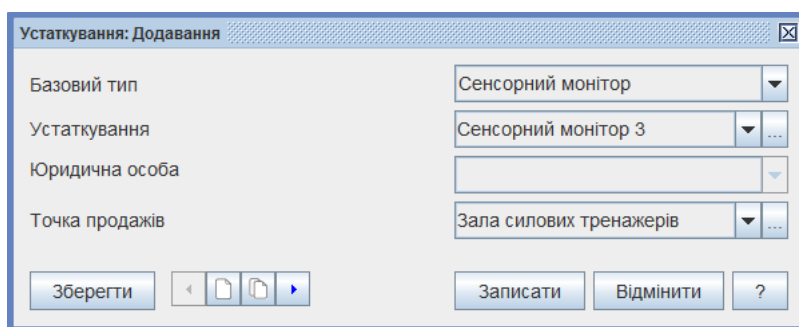 Устаткування: Додавання
Базовий тип Сенсорний монітор
Устаткування Сенсорний монітор 3 ...
Юридична особа
Точка продажів Зала силових тренажерів ...
Зберегти Записати Відмінити ?